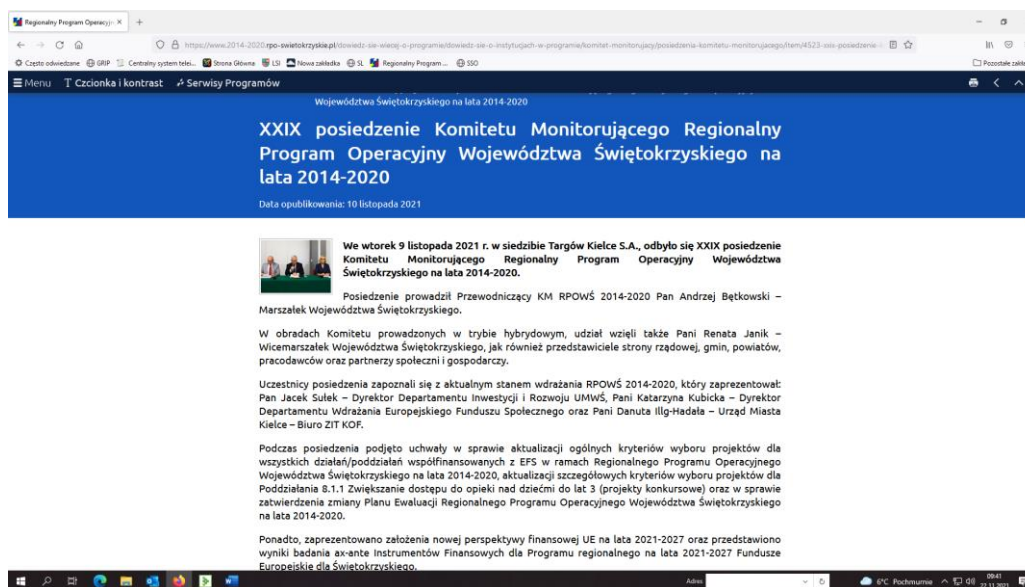 Regionalny Program Operacyjn
https://www.2014-2020.rpo-swietokrzyskie.pl/dowiedz-sie-wiecej-o-programie/dowiedz-sie-o-instytucjach-w-programie/komitet-monitorujacy/posiedzenia-komitetu-monitorujacego/item/4523-xxix-posiedzenie-
Często odwiedzane GRIP Centralny system telei... Strona Główna LSI Nowa zakładka SL Regionalny Program ... SSO Pozostałe zakła
Menu Czcionka i kontrast Serwisy Programów
Województwa Świętokrzyskiego na lata 2014-2020
XXIX posiedzenie Komitetu Monitorującego Regionalny
Program Operacyjny Województwa Świętokrzyskiego na
lata 2014-2020
Data opublikowania: 10 listopada 2021
We wtorek 9 listopada 2021 r. w siedzibie Targów Kielce S.A., odbyło się XXIX posiedzenie
Komitetu Monitorującego Regionalny Program Operacyjny Województwa
Świętokrzyskiego na lata 2014-2020.
Posiedzenie prowadził Przewodniczący KM RPOWŚ 2014-2020 Pan Andrzej Bętkowski –
Marszałek Województwa Świętokrzyskiego.
W obradach Komitetu prowadzonych w trybie hybrydowym, udział wzięli także Pani Renata Janik –
Wicemarszałek Województwa Świętokrzyskiego, jak również przedstawiciele strony rządowej, gmin, powiatów,
pracodawców oraz partnerzy społeczni i gospodarczy.
Uczestnicy posiedzenia zapoznali się z aktualnym stanem wdrażania RPOWŚ 2014-2020, który zaprezentował:
Pan Jacek Sułek – Dyrektor Departamentu Inwestycji i Rozwoju UMWŚ, Pani Katarzyna Kubicka – Dyrektor
Departamentu Wdrażania Europejskiego Funduszu Społecznego oraz Pani Danuta Illg-Hadała – Urząd Miasta
Kielce – Biuro ZIT KOF.
Podczas posiedzenia podjęto uchwały w sprawie aktualizacji ogólnych kryteriów wyboru projektów dla
wszystkich działań/poddziałań współfinansowanych z EFS w ramach Regionalnego Programu Operacyjnego
Województwa Świętokrzyskiego na lata 2014-2020, aktualizacji szczegółowych kryteriów wyboru projektów dla
Poddziałania 8.1.1 Zwiększanie dostępu do opieki nad dziećmi do lat 3 (projekty konkursowe) oraz w sprawie
zatwierdzenia zmiany Planu Ewaluacji Regionalnego Programu Operacyjnego Województwa Świętokrzyskiego
na lata 2014-2020.
Ponadto, zaprezentowano założenia nowej perspektywy finansowej UE na lata 2021-2027 oraz przedstawiono
wyniki badania ax-ante Instrumentów Finansowych dla Programu regionalnego na lata 2021-2027 Fundusze
Europejskie dla Świętokrzyskiego.
Adres 6°C Pochmurnie 09:41
22.11.2021